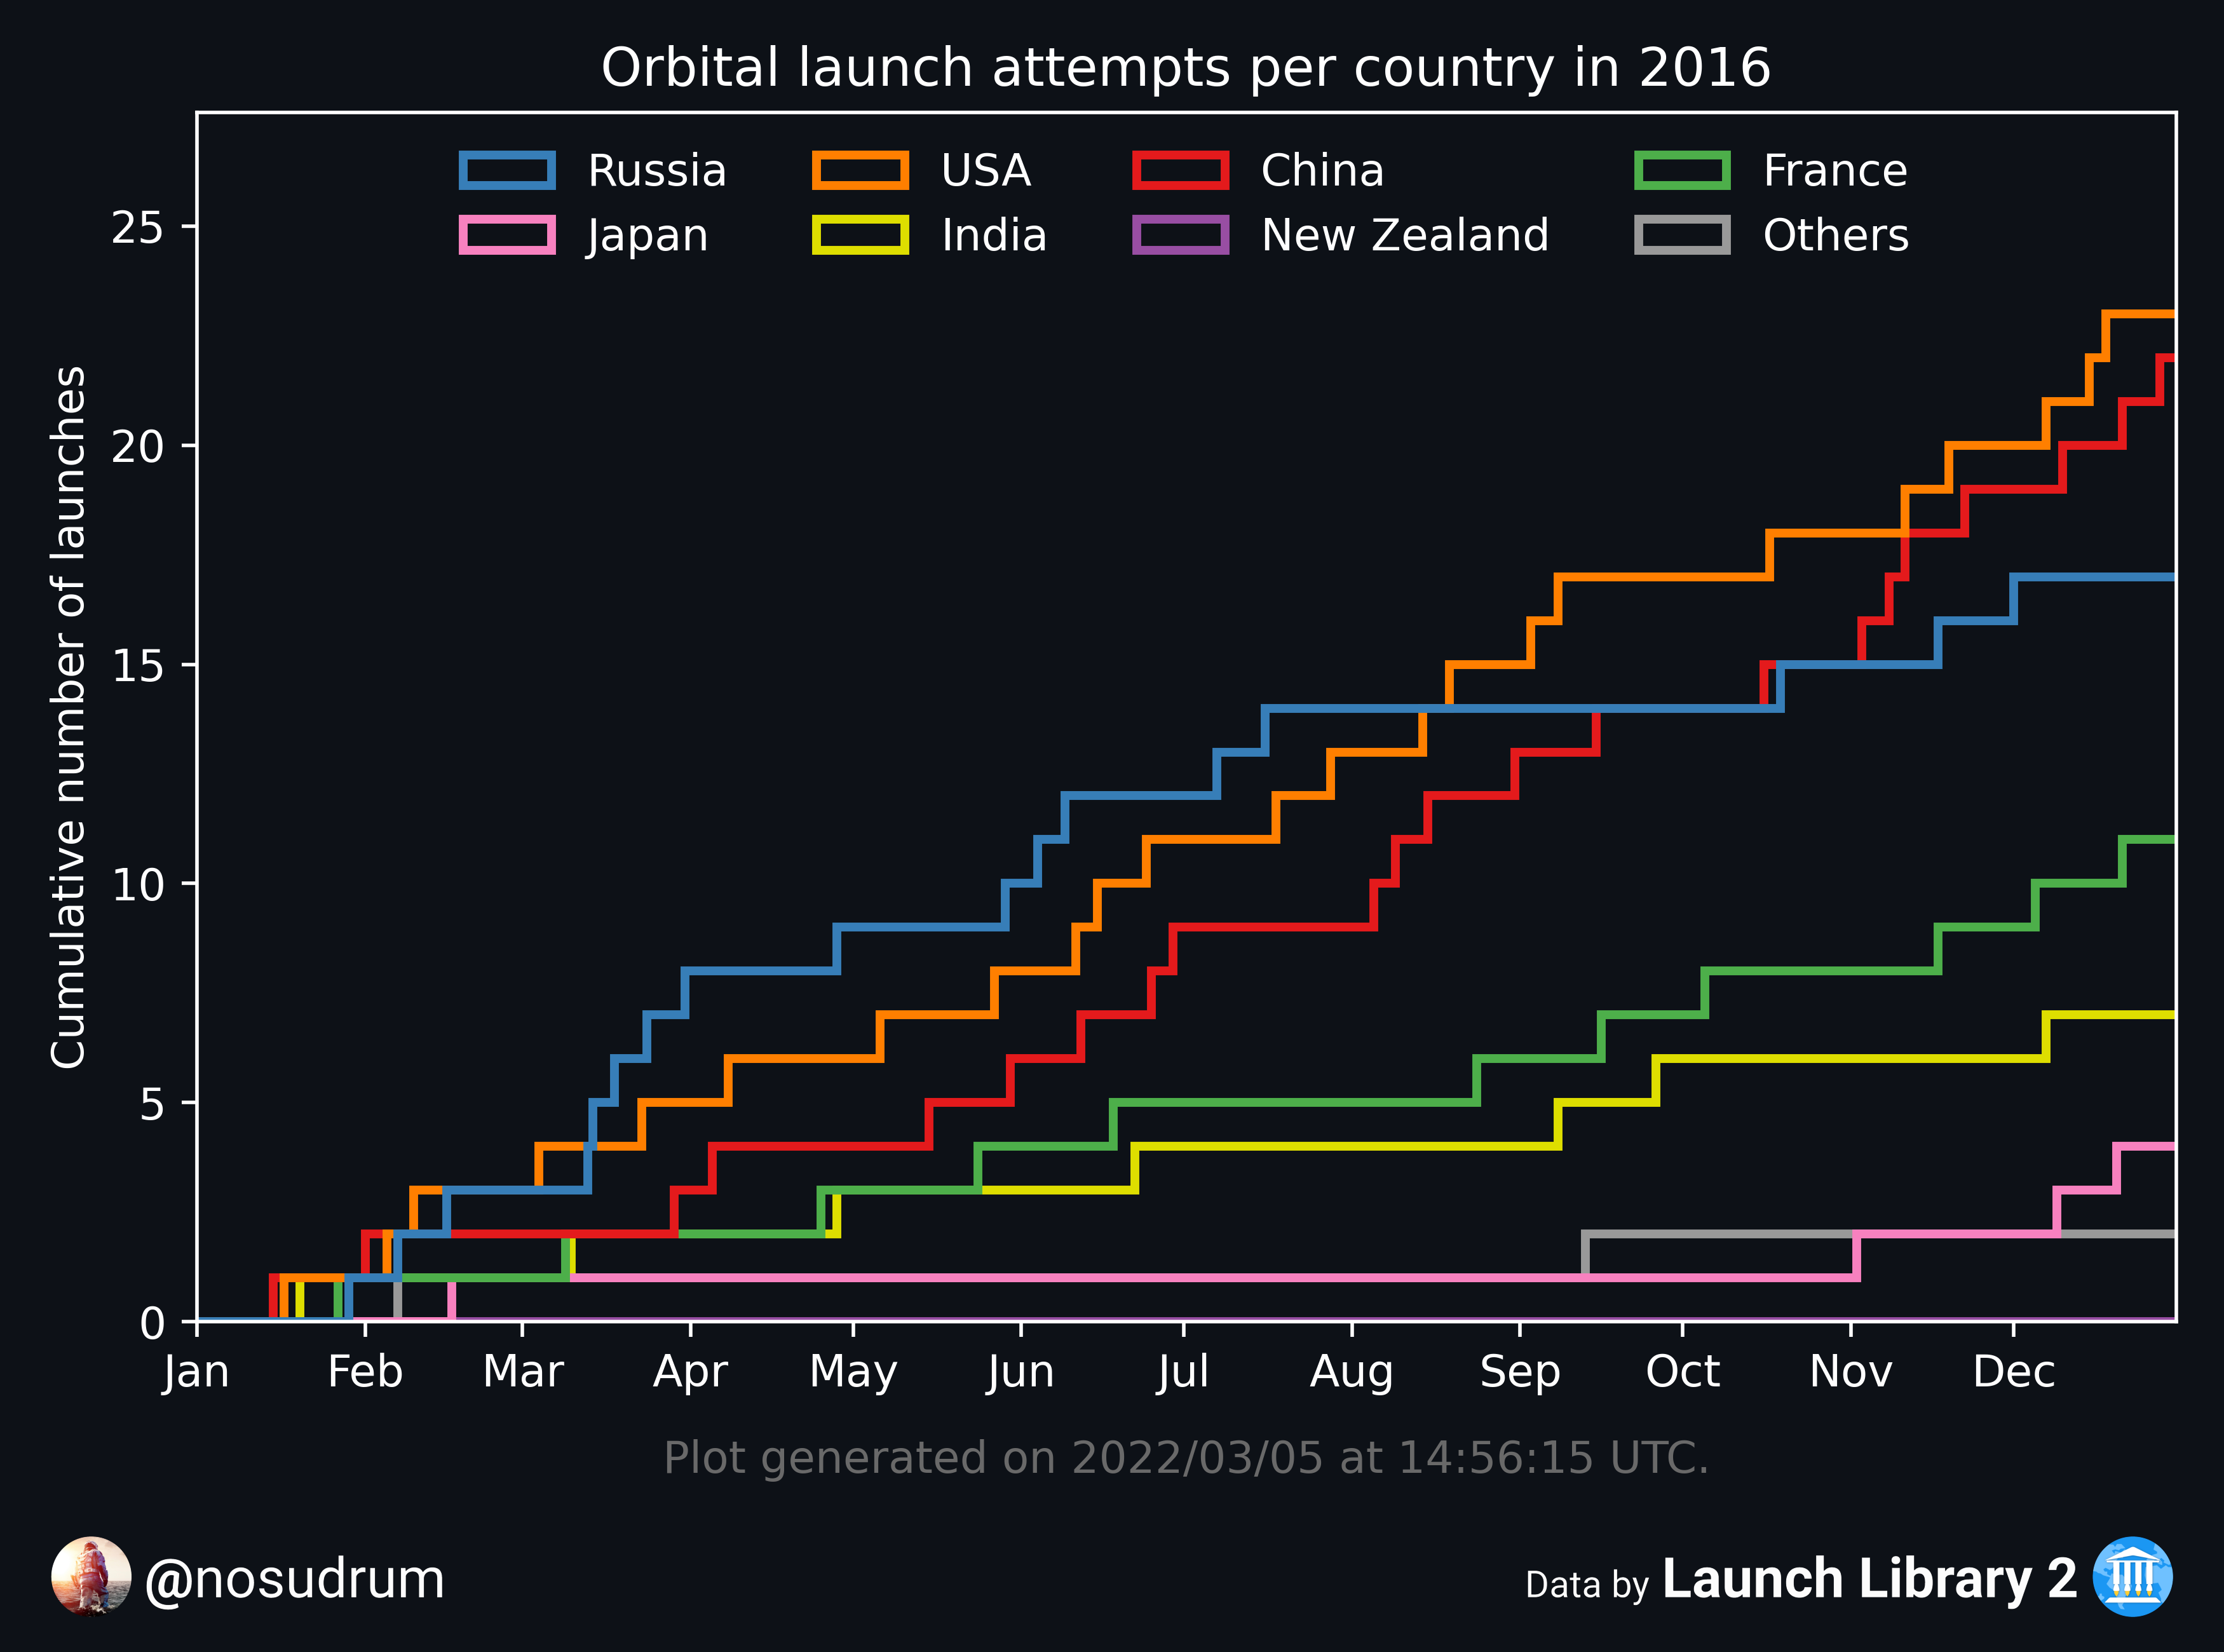 Orbital launch attempts per country in 2016
Russia
USA
China
France
Japan
India
New Zealand
Others
Cumulative number of launches
25
20
15
10
5
0
Jan Feb Mar Apr May Jun Jul Aug Sep Oct Nov Dec
Plot generated on 2022/03/05 at 14:56:15 UTC.
@nosudrum
Data by Launch Library 2